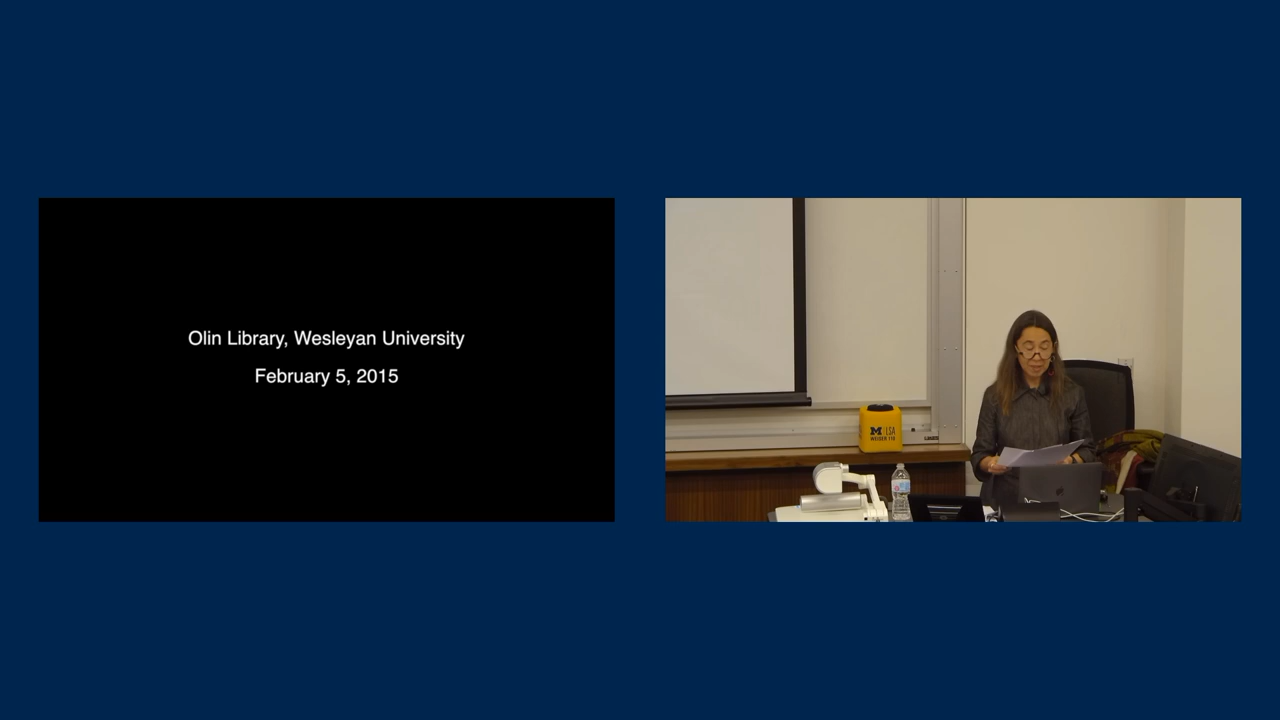 Olin Library, Wesleyan University
February 5, 2015
M LSA
WEISER 110